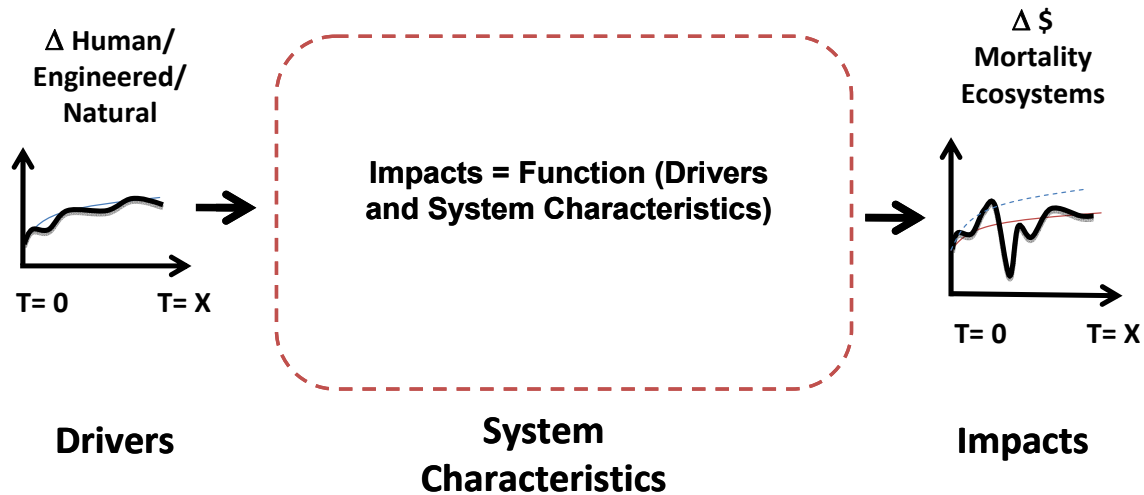 Δ Human/
Engineered/
Natural
T= 0
T= X
Drivers
Impacts = Function (Drivers
and System Characteristics)
System
Characteristics
Δ $
Mortality
Ecosystems
T= 0
T= X
Impacts